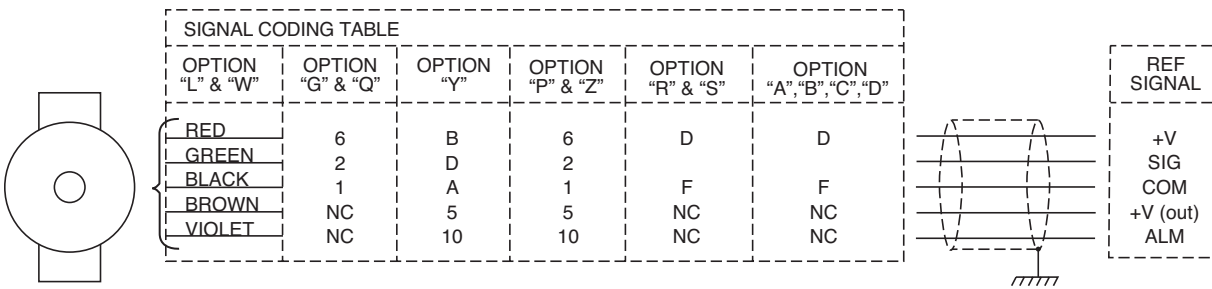 SIGNAL CODING TABLE
OPTION "L" & "W" OPTION "G" & "Q" OPTION "Y" OPTION "P" & "Z" OPTION "R" & "S" OPTION "A","B","C","D" REF SIGNAL
RED 6 B 6 D D +V
GREEN 2 D 2 SIG
BLACK 1 A 1 F F COM
BROWN NC 5 5 NC NC +V (out)
VIOLET NC 10 10 NC NC ALM